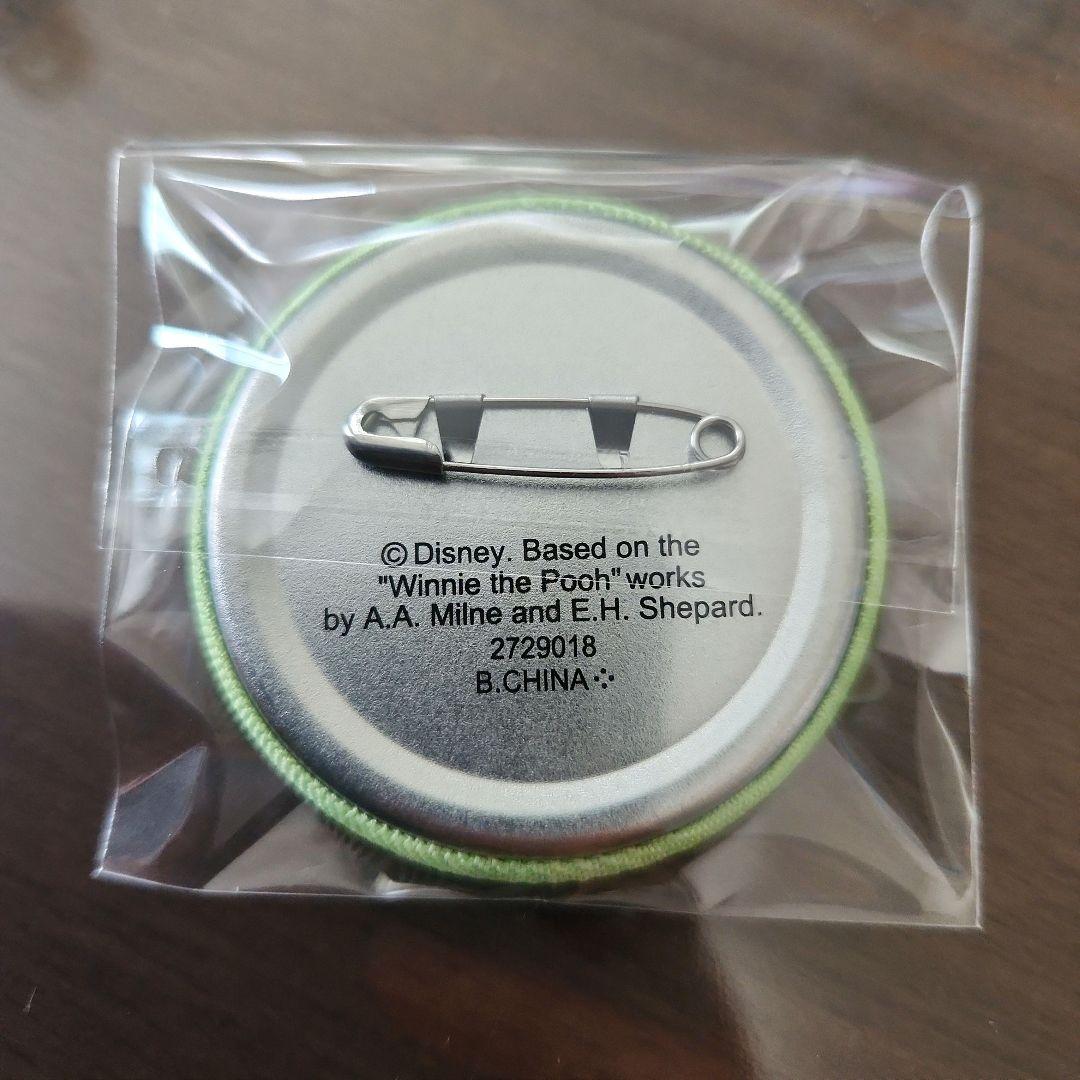 © Disney. Based on the
"Winnie the Pooh" works
by A.A. Milne and E.H. Shepard.
2729018
B.CHINA